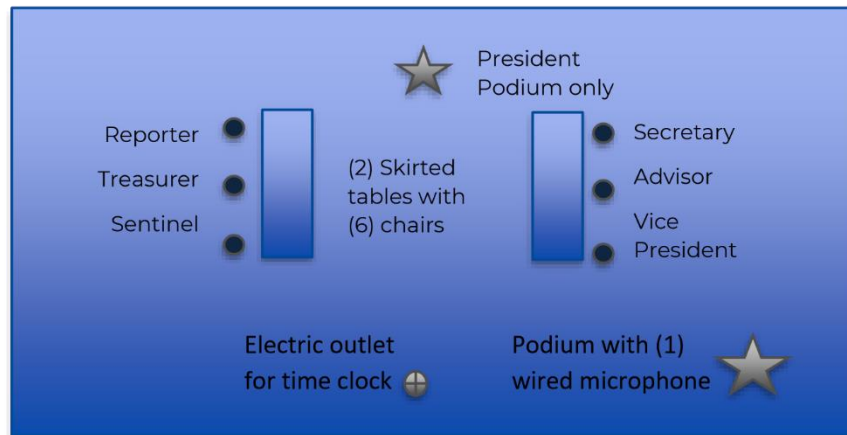 President
Podium only
Reporter
Treasurer
Sentinel
(2) Skirted
tables with
(6) chairs
Secretary
Advisor
Vice
President
Electric outlet
for time clock
Podium with (1)
wired microphone